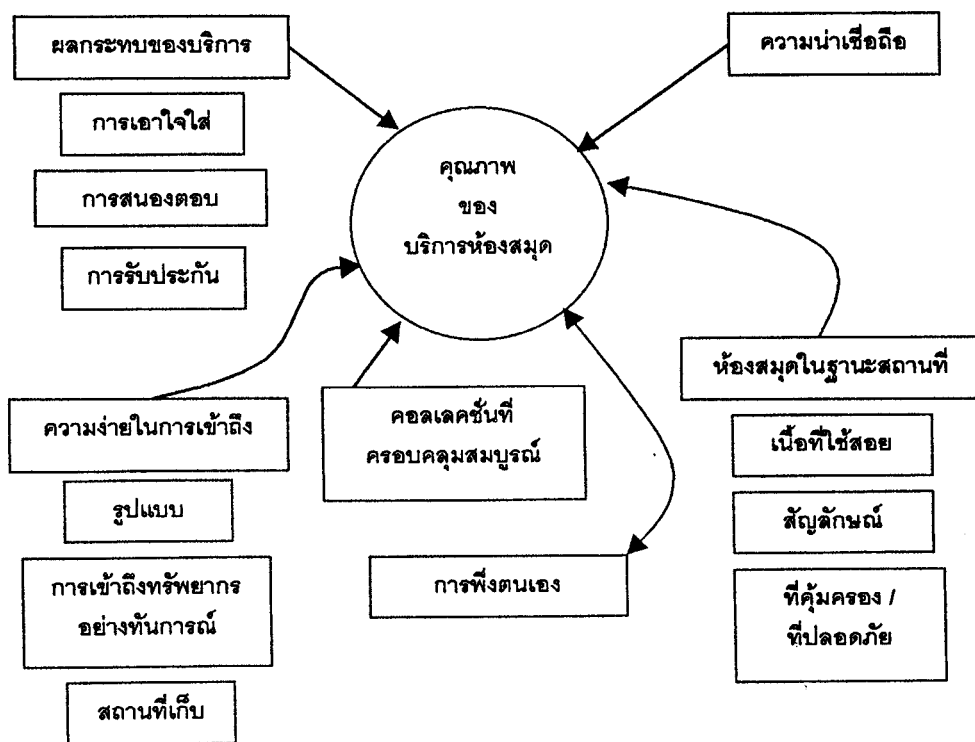 ผลกระทบของบริการ
ความน่าเชื่อถือ
การเอาใจใส่
การสนองตอบ
การรับประกัน
คุณภาพ
ของ
บริการห้องสมุด
ห้องสมุดในฐานะสถานที่
เนื้อที่ใช้สอย
สัญลักษณ์
ที่คุ้มครอง /
ที่ปลอดภัย
ความง่ายในการเข้าถึง
รูปแบบ
การเข้าถึงทรัพยากร
อย่างทันการณ์
สถานที่เก็บ
คอลเลคชั่นที่
ครอบคลุมสมบูรณ์
การพึ่งตนเอง